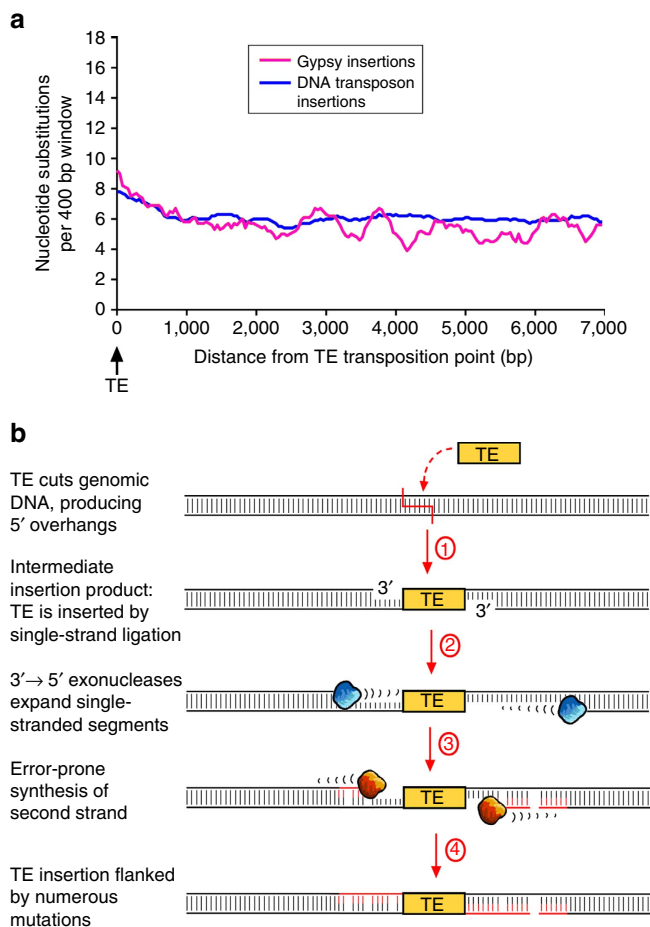 a
18
16
14
12
10
8
6
4
2
0
Nucleotide substitutions
per 400 bp window
Gypsy insertions
DNA transposon
insertions
0 1,000 2,000 3,000 4,000 5,000 6,000 7,000
Distance from TE transposition point (bp)
TE
b
TE
TE cuts genomic
DNA, producing
5′ overhangs
1
Intermediate
insertion product:
TE is inserted by
single-strand ligation
3′
TE
3′
2
3′→ 5′ exonucleases
expand single-
stranded segments
TE
3
Error-prone
synthesis of
second strand
TE
4
TE insertion flanked
by numerous
mutations
TE